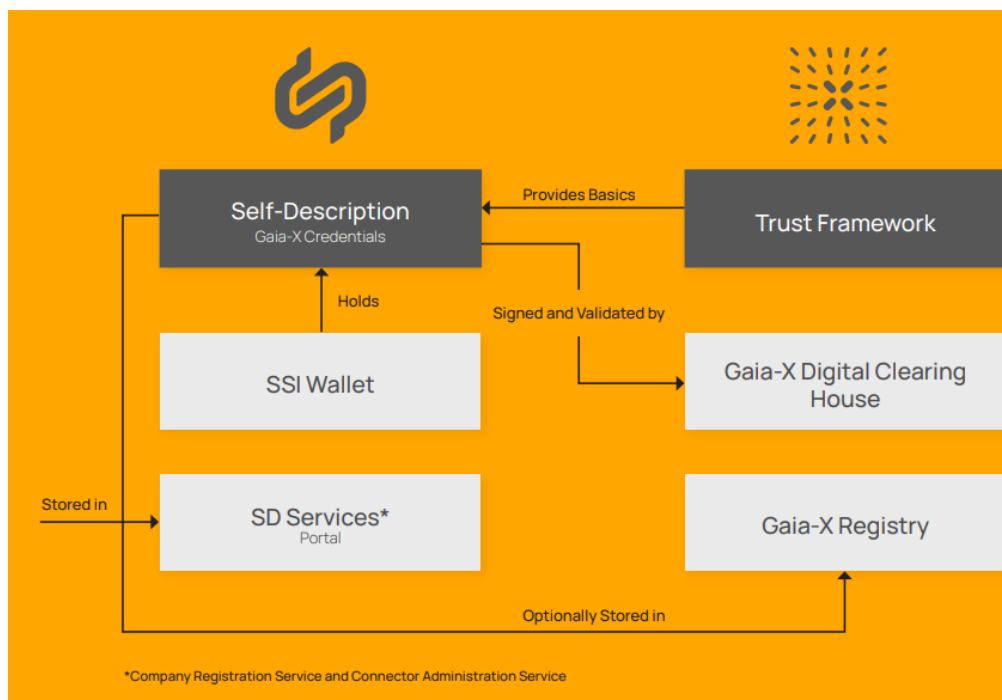 Self-Description
Gaia-X Credentials
Provides Basics
Trust Framework
Holds
Signed and Validated by
SSI Wallet
Gaia-X Digital Clearing
House
Stored in
SD Services*
Portal
Gaia-X Registry
Optionally Stored in
*Company Registration Service and Connector Administration Service